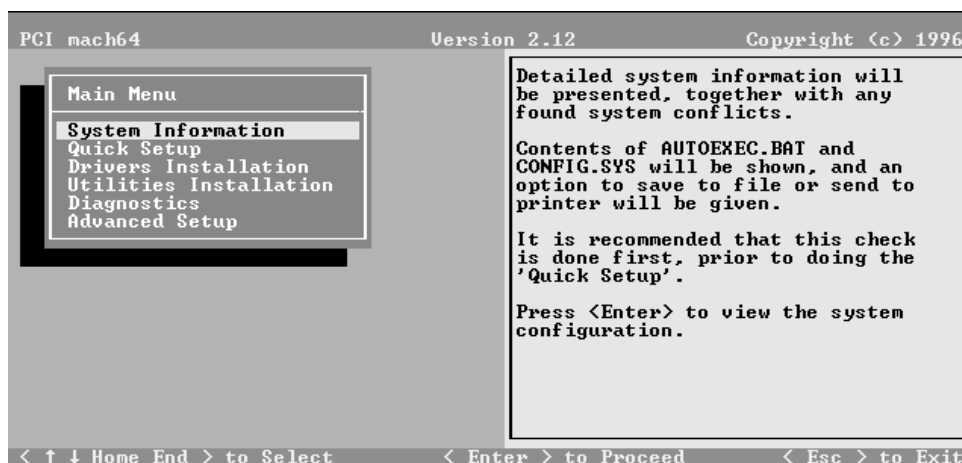 PCI mach64 Version 2.12 Copyright (c) 1996
Main Menu
System Information
Quick Setup
Drivers Installation
Utilities Installation
Diagnostics
Advanced Setup
Detailed system information will
be presented, together with any
found system conflicts.
Contents of AUTOEXEC.BAT and
CONFIG.SYS will be shown, and an
option to save to file or send to
printer will be given.
It is recommended that this check
is done first, prior to doing the
'Quick Setup'.
Press <Enter> to view the system
configuration.
< ↑ ↓ Home End > to Select < Enter > to Proceed < Esc > to Exit